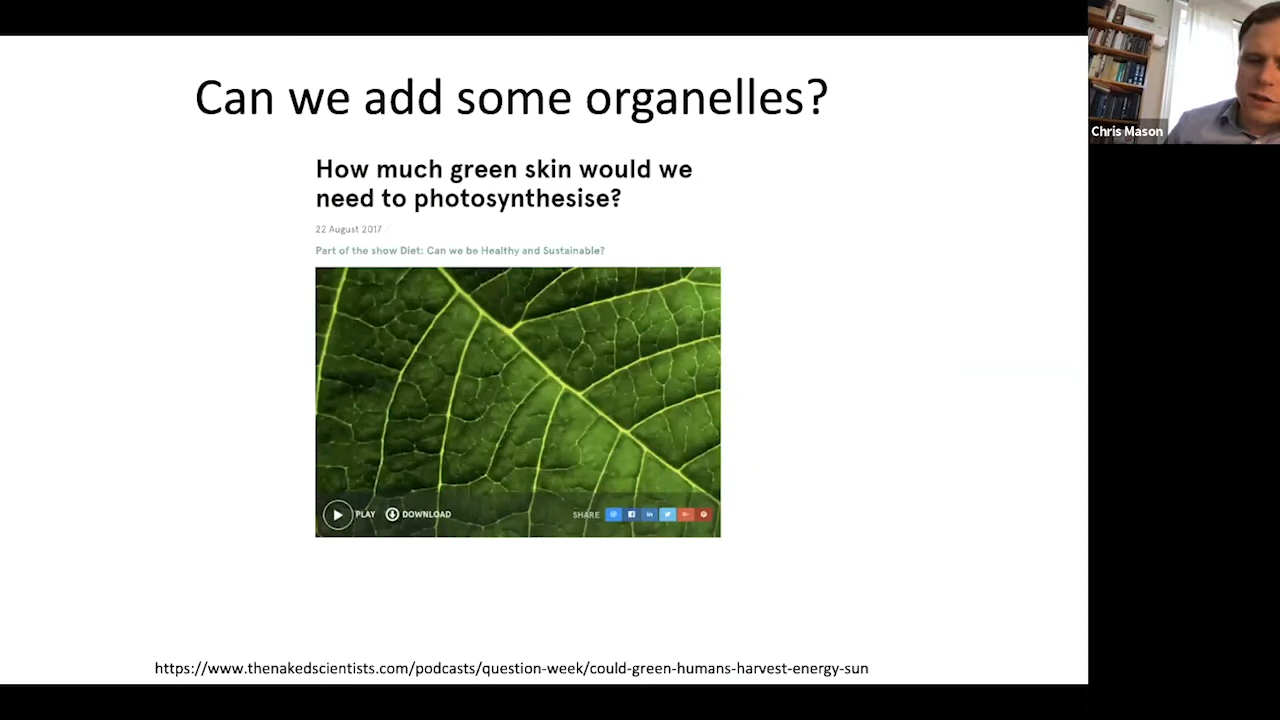 Can we add some organelles?
How much green skin would we
need to photosynthesise?
22 August 2017
Part of the show Diet: Can we be Healthy and Sustainable?
PLAY DOWNLOAD SHARE
https://www.thenakedscientists.com/podcasts/question-week/could-green-humans-harvest-energy-sun
Chris Mason